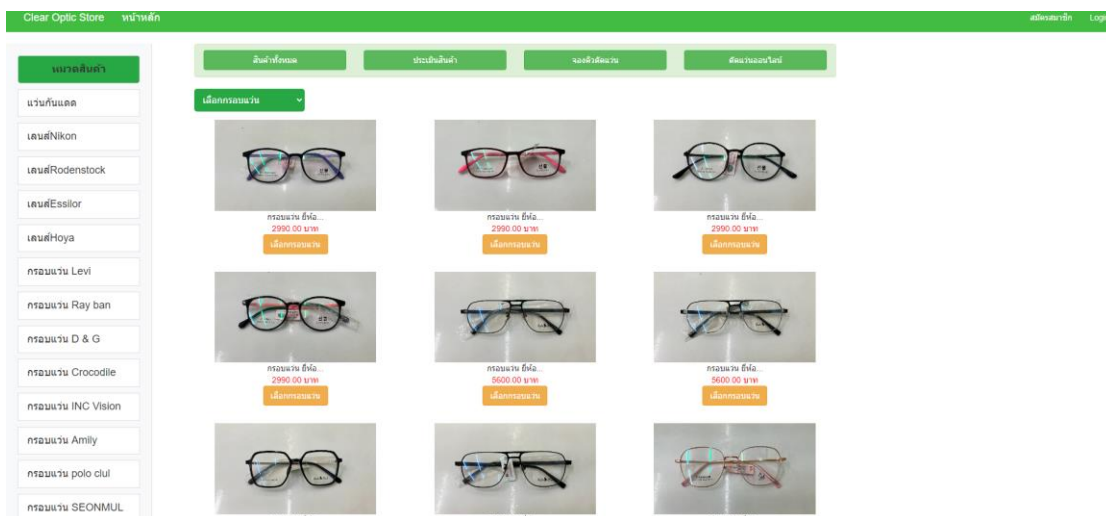 Clear Optic Store หน้าหลัก
สมัครสมาชิก Login
หมวดสินค้า
แว่นกันแดด
เลนส์Nikon
เลนส์Rodenstock
เลนส์Essilor
เลนส์Hoya
กรอบแว่น Levi
กรอบแว่น Ray ban
กรอบแว่น D & G
กรอบแว่น Crocodile
กรอบแว่น INC Vision
กรอบแว่น Amily
กรอบแว่น polo clul
กรอบแว่น SEONMUL
สินค้าทั้งหมด
ประเมินสินค้า
จองคิวตัดแว่น
ตัดแว่นออนไลน์
เลือกกรอบแว่น
กรอบแว่น ยี่ห้อ...
2990.00 บาท
เลือกกรอบแว่น
กรอบแว่น ยี่ห้อ...
2990.00 บาท
เลือกกรอบแว่น
กรอบแว่น ยี่ห้อ...
2990.00 บาท
เลือกกรอบแว่น
กรอบแว่น ยี่ห้อ...
2990.00 บาท
เลือกกรอบแว่น
กรอบแว่น ยี่ห้อ...
5600.00 บาท
เลือกกรอบแว่น
กรอบแว่น ยี่ห้อ...
5600.00 บาท
เลือกกรอบแว่น